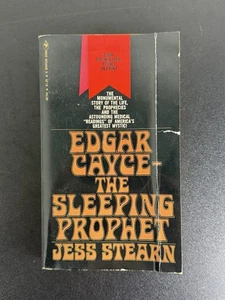 THE
MONUMENTAL
STORY OF THE LIFE,
THE PROPHECIES
AND THE
ASTOUNDING MEDICAL
"READINGS" OF AMERICA'S
GREATEST MYSTIC!
EDGAR
CAYCE-
THE
SLEEPING
PROPHET
JESS STEARN